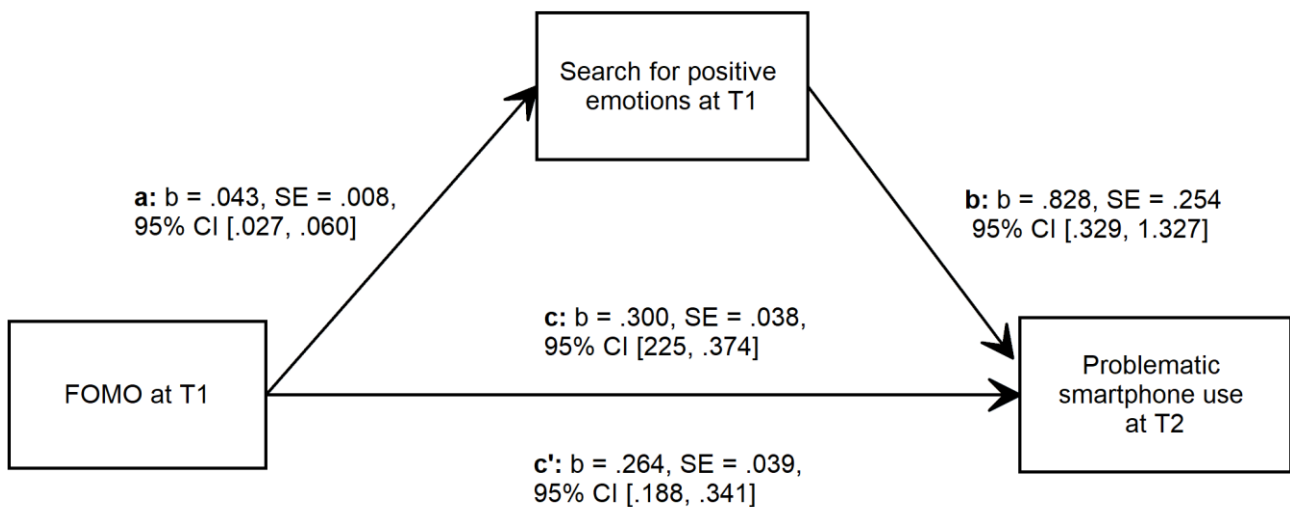 Search for positive
emotions at T1
a: b = .043, SE = .008,
95% CI [.027, .060]
b: b = .828, SE = .254
95% CI [.329, 1.327]
c: b = .300, SE = .038,
95% CI [225, .374]
FOMO at T1
Problematic
smartphone use
at T2
c': b = .264, SE = .039,
95% CI [.188, .341]